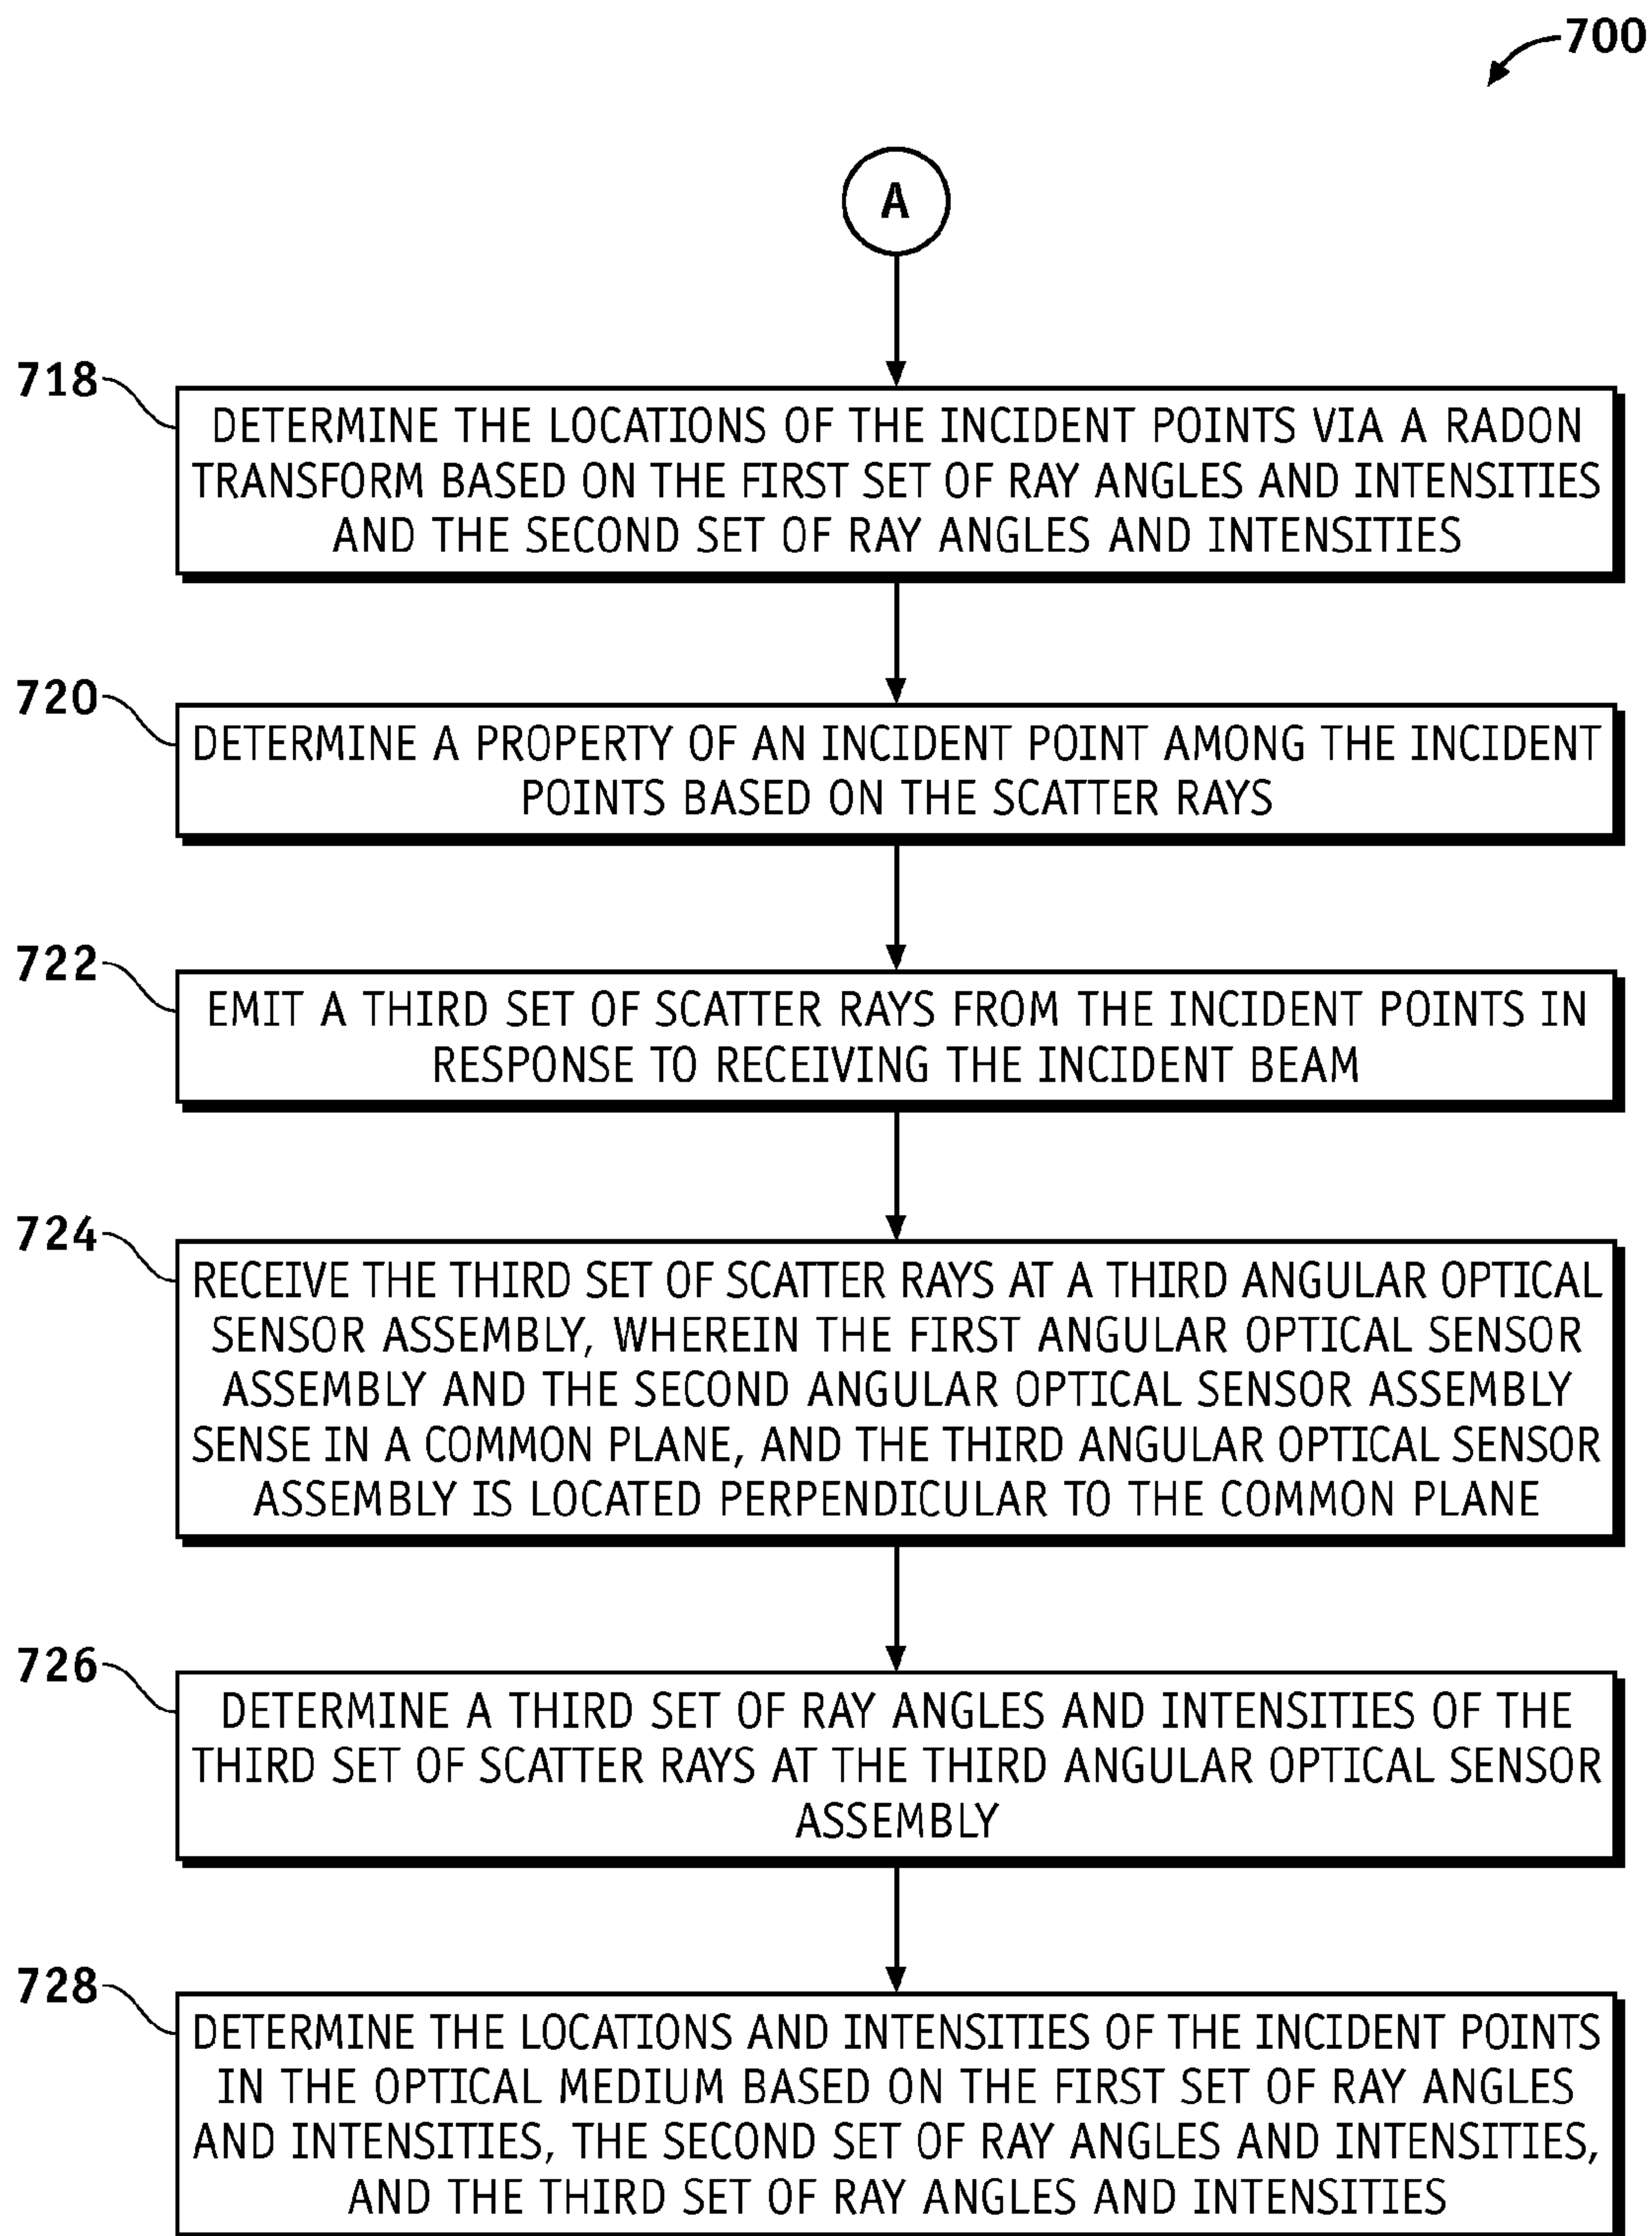 700
A
718
DETERMINE THE LOCATIONS OF THE INCIDENT POINTS VIA A RADON
TRANSFORM BASED ON THE FIRST SET OF RAY ANGLES AND INTENSITIES
AND THE SECOND SET OF RAY ANGLES AND INTENSITIES
720
DETERMINE A PROPERTY OF AN INCIDENT POINT AMONG THE INCIDENT
POINTS BASED ON THE SCATTER RAYS
722
EMIT A THIRD SET OF SCATTER RAYS FROM THE INCIDENT POINTS IN
RESPONSE TO RECEIVING THE INCIDENT BEAM
724
RECEIVE THE THIRD SET OF SCATTER RAYS AT A THIRD ANGULAR OPTICAL
SENSOR ASSEMBLY, WHEREIN THE FIRST ANGULAR OPTICAL SENSOR
ASSEMBLY AND THE SECOND ANGULAR OPTICAL SENSOR ASSEMBLY
SENSE IN A COMMON PLANE, AND THE THIRD ANGULAR OPTICAL SENSOR
ASSEMBLY IS LOCATED PERPENDICULAR TO THE COMMON PLANE
726
DETERMINE A THIRD SET OF RAY ANGLES AND INTENSITIES OF THE
THIRD SET OF SCATTER RAYS AT THE THIRD ANGULAR OPTICAL SENSOR
ASSEMBLY
728
DETERMINE THE LOCATIONS AND INTENSITIES OF THE INCIDENT POINTS
IN THE OPTICAL MEDIUM BASED ON THE FIRST SET OF RAY ANGLES
AND INTENSITIES, THE SECOND SET OF RAY ANGLES AND INTENSITIES,
AND THE THIRD SET OF RAY ANGLES AND INTENSITIES